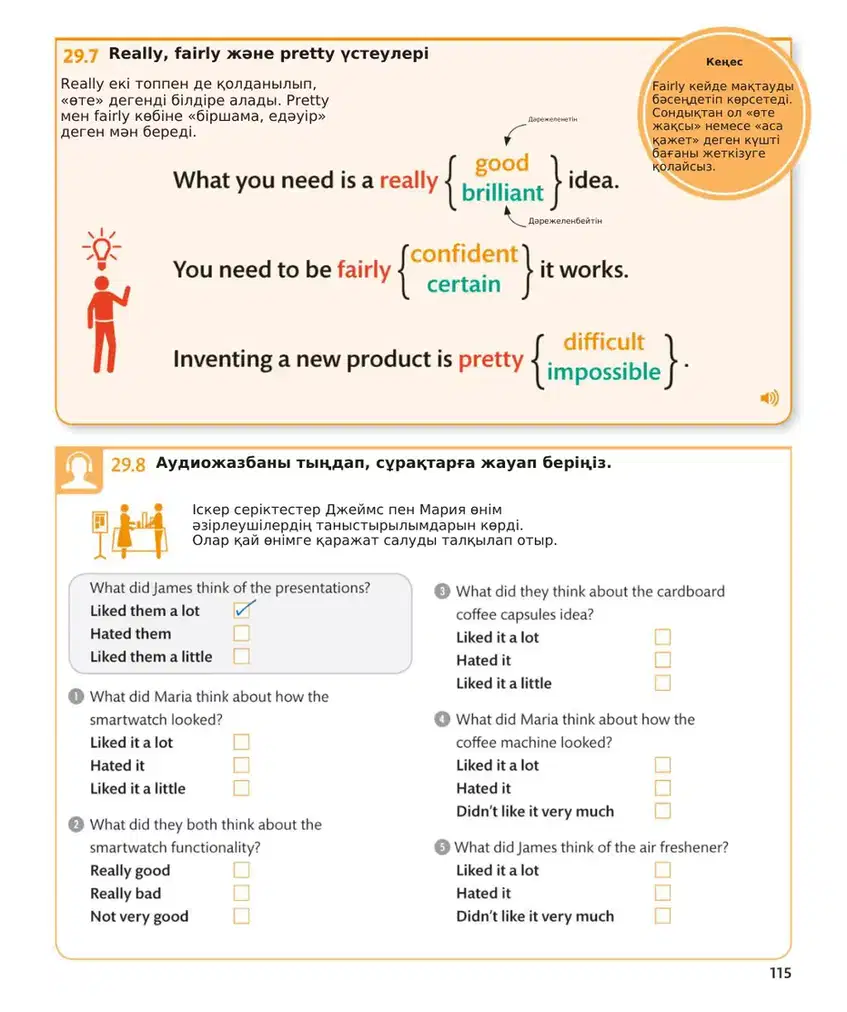 29.7 Really, fairly және pretty үстеулері
Really екі топпен де қолданылып,
«өте» дегенді білдіре алады. Pretty
мен fairly көбіне «біршама, едәуір»
деген мән береді.
Кеңес
Fairly кейде мақтауды
бәсеңдетіп көрсетеді.
Сондықтан ол «өте
жақсы» немесе «аса
қажет» деген күшті
бағаны жеткізуге
қолайсыз.
Дәрежеленетін
What you need is a really { good brilliant } idea.
Дәрежеленбейтін
You need to be fairly { confident certain } it works.
Inventing a new product is pretty { difficult impossible } .
29.8 Аудиожазбаны тыңдап, сұрақтарға жауап беріңіз.
Іскер серіктестер Джеймс пен Мария өнім
әзірлеушілердің таныстырылымдарын көрді.
Олар қай өнімге қаражат салуды талқылап отыр.
What did James think of the presentations?
Liked them a lot
Hated them
Liked them a little
1 What did Maria think about how the
smartwatch looked?
Liked it a lot
Hated it
Liked it a little
2 What did they both think about the
smartwatch functionality?
Really good
Really bad
Not very good
3 What did they think about the cardboard
coffee capsules idea?
Liked it a lot
Hated it
Liked it a little
4 What did Maria think about how the
coffee machine looked?
Liked it a lot
Hated it
Didn't like it very much
5 What did James think of the air freshener?
Liked it a lot
Hated it
Didn't like it very much
115